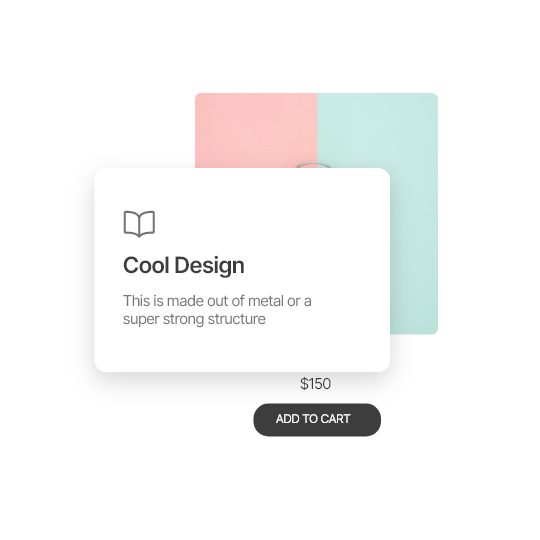 Cool Design
This is made out of metal or a
super strong structure
$150
ADD TO CART